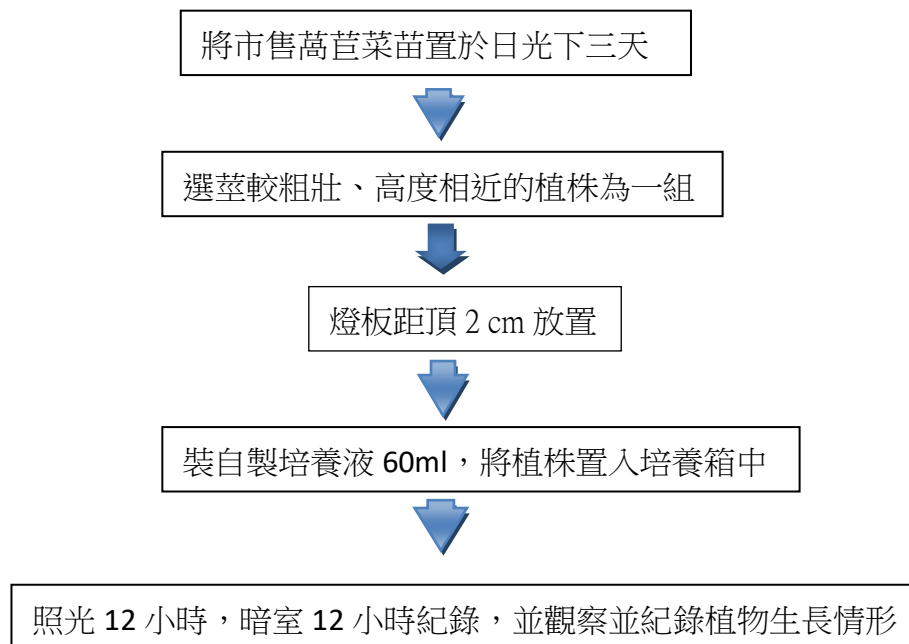 將市售萵苣菜苗置於日光下三天
選莖較粗壯、高度相近的植株為一組
燈板距頂 2 cm 放置
裝自製培養液 60ml，將植株置入培養箱中
照光 12 小時，暗室 12 小時紀錄，並觀察並紀錄植物生長情形